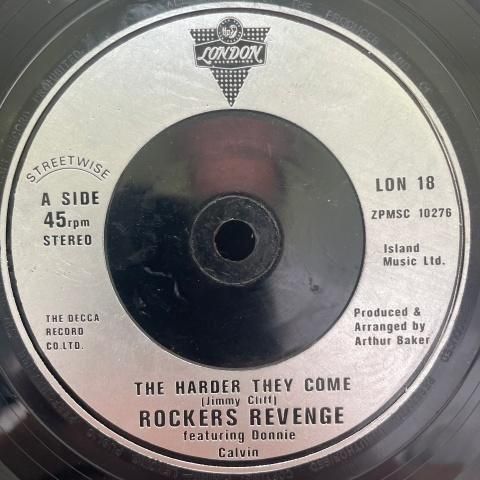 LONDON
RECORDINGS
STREETWISE
A SIDE
45rpm
STEREO
LON 18
ZPMSC 10276
Island
Music Ltd.
THE DECCA
RECORD
CO.LTD.
Produced &
Arranged by
Arthur Baker
THE HARDER THEY COME
(Jimmy Cliff)
ROCKERS REVENGE
featuring Donnie
Calvin